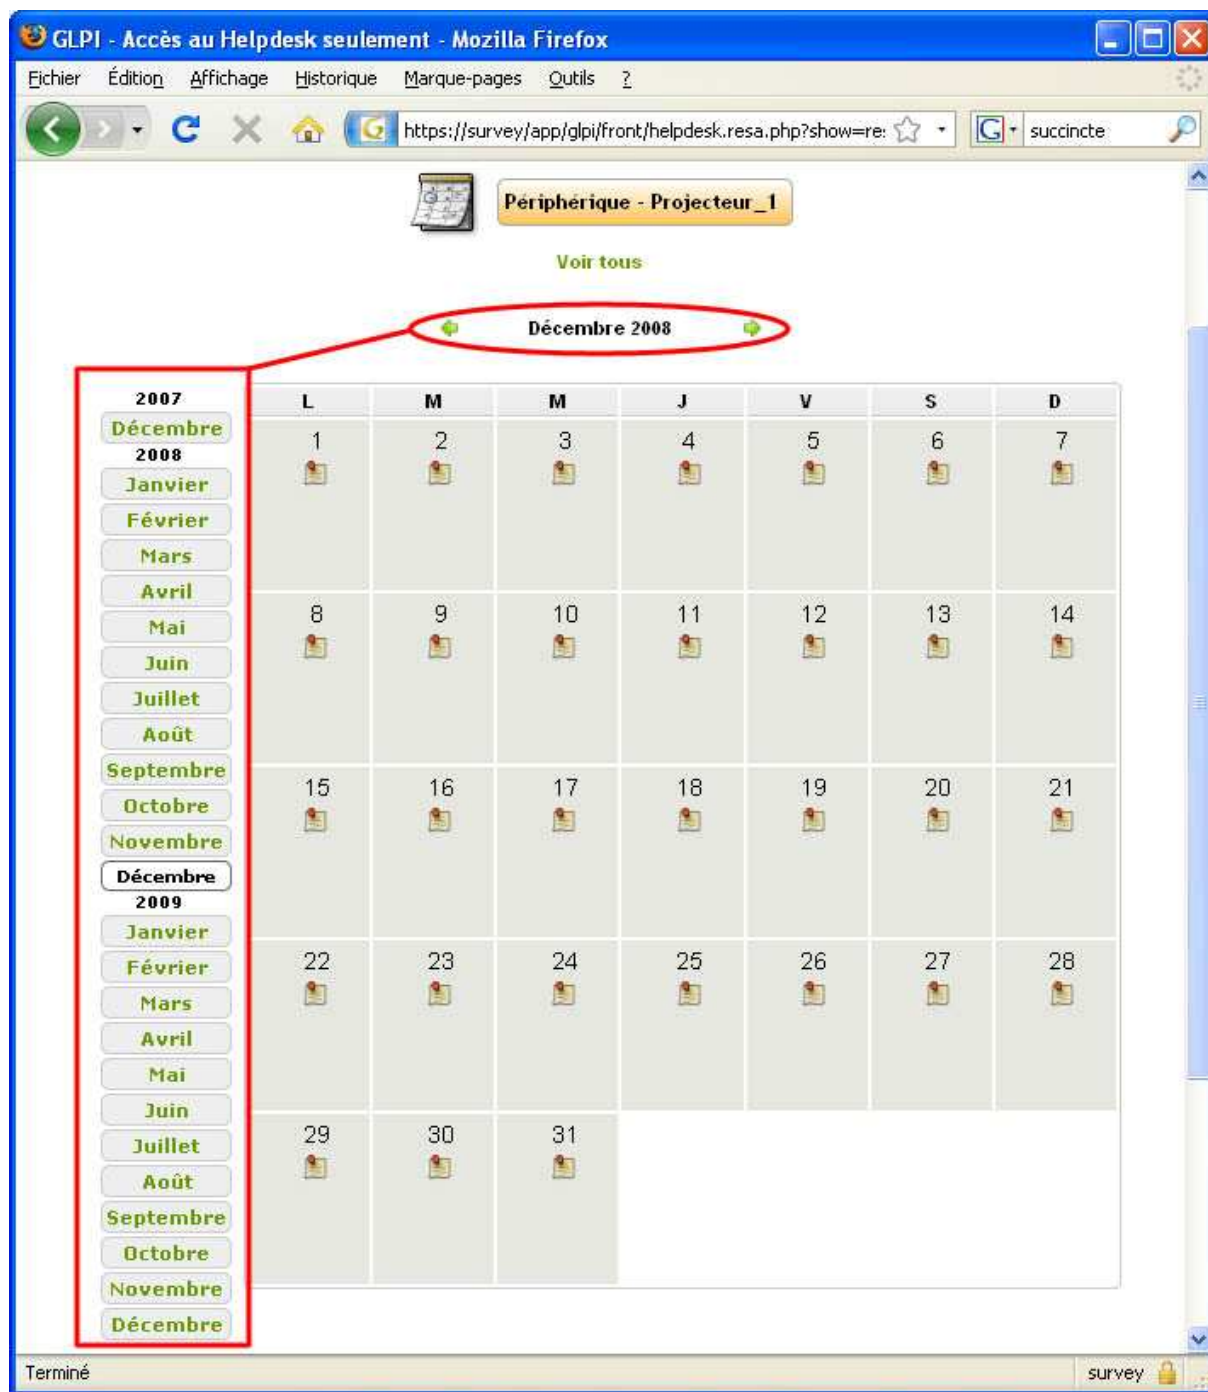 GLPI - Accès au Helpdesk seulement - Mozilla Firefox
Fichier Édition Affichage Historique Marque-pages Outils ?
https://survey/app/glpi/front/helpdesk.resa.php?show=re: succincte
Périphérique - Projecteur_1
Voir tous
Décembre 2008
2007
Décembre
2008
Janvier
Février
Mars
Avril
Mai
Juin
Juillet
Août
Septembre
Octobre
Novembre
Décembre
2009
Janvier
Février
Mars
Avril
Mai
Juin
Juillet
Août
Septembre
Octobre
Novembre
Décembre
L M M J V S D
1 2 3 4 5 6 7
8 9 10 11 12 13 14
15 16 17 18 19 20 21
22 23 24 25 26 27 28
29 30 31
Terminé survey